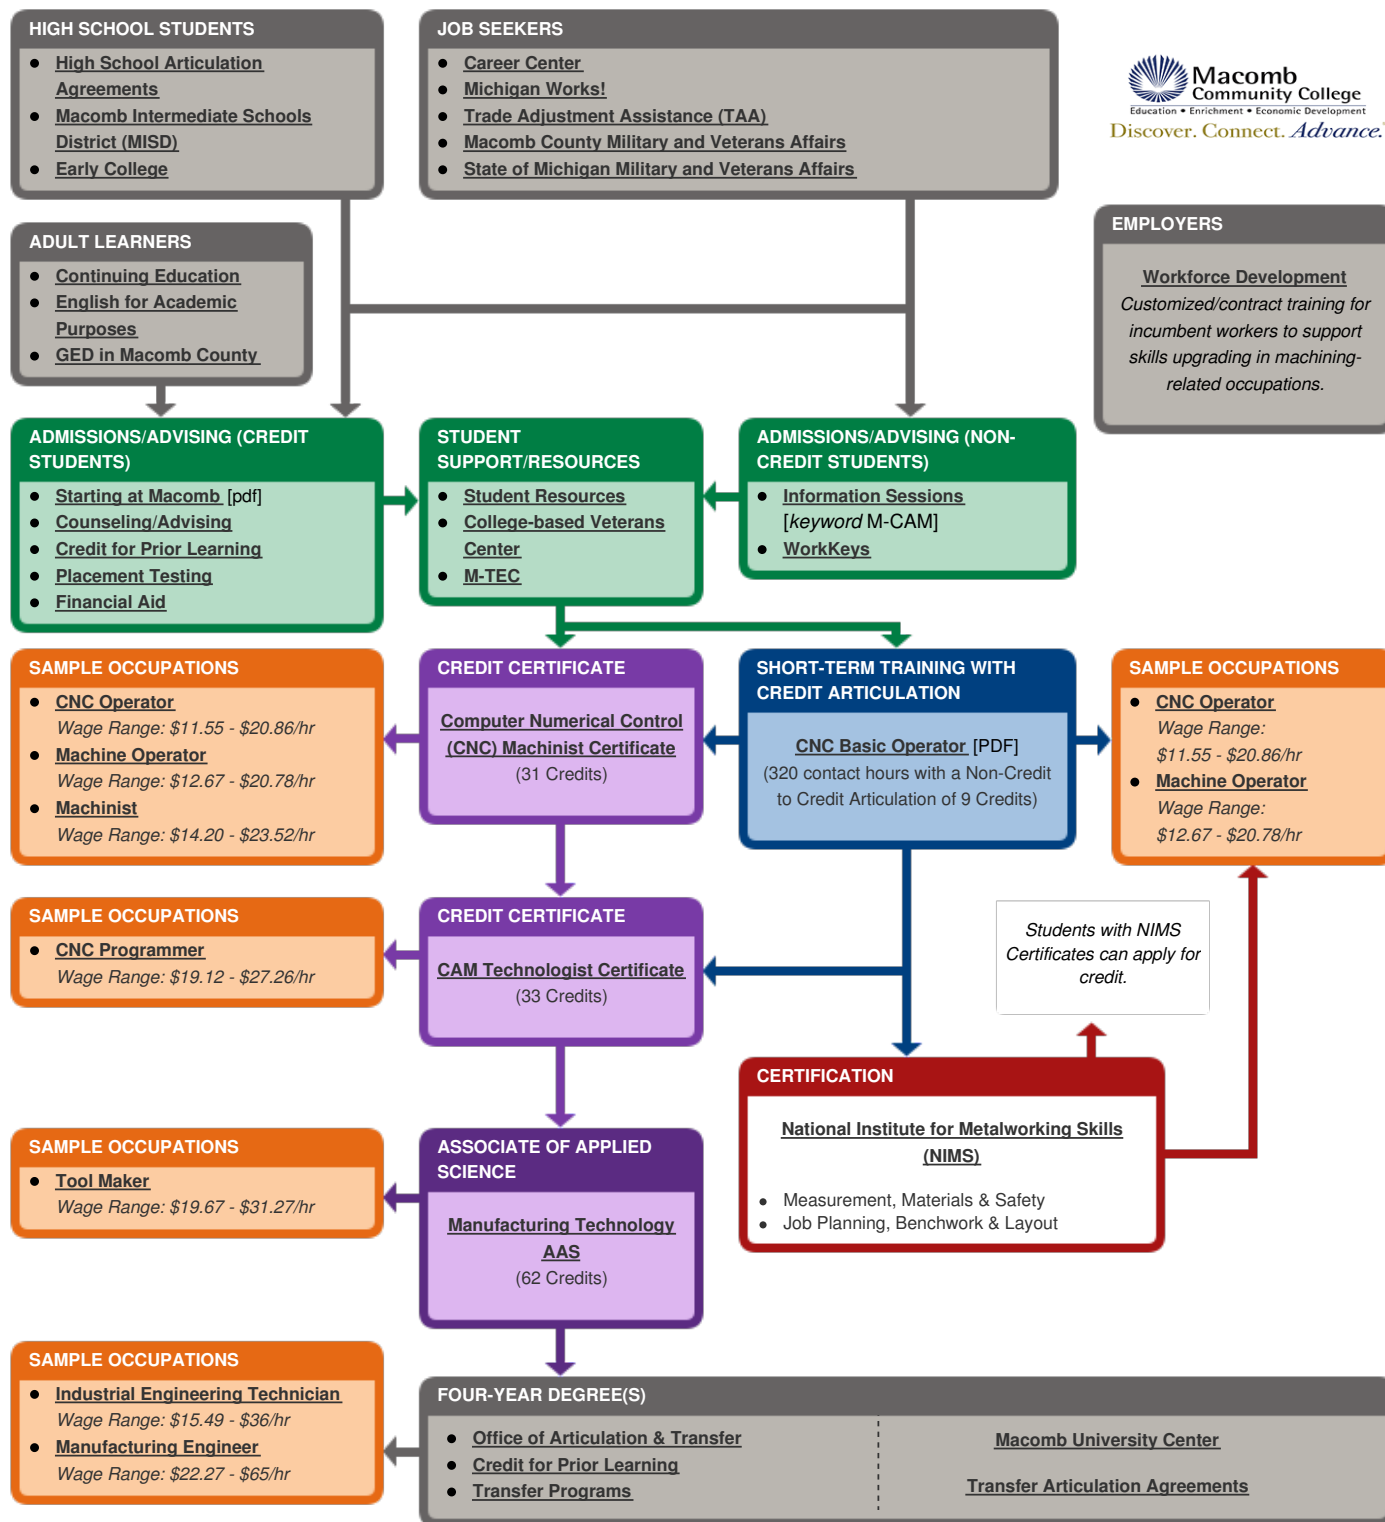 HIGH SCHOOL STUDENTS
● High School Articulation
Agreements
● Macomb Intermediate Schools
District (MISD)
● Early College
JOB SEEKERS
● Career Center
● Michigan Works!
● Trade Adjustment Assistance (TAA)
● Macomb County Military and Veterans Affairs
● State of Michigan Military and Veterans Affairs
Macomb
Community College
Education • Enrichment • Economic Development
Discover. Connect. Advance.
ADULT LEARNERS
● Continuing Education
● English for Academic
Purposes
● GED in Macomb County
EMPLOYERS
Workforce Development
Customized/contract training for
incumbent workers to support
skills upgrading in machining-
related occupations.
ADMISSIONS/ADVISING (CREDIT
STUDENTS)
● Starting at Macomb [pdf]
● Counseling/Advising
● Credit for Prior Learning
● Placement Testing
● Financial Aid
STUDENT
SUPPORT/RESOURCES
● Student Resources
● College-based Veterans
Center
● M-TEC
ADMISSIONS/ADVISING (NON-
CREDIT STUDENTS)
● Information Sessions
[keyword M-CAM]
● WorkKeys
SAMPLE OCCUPATIONS
● CNC Operator
Wage Range: $11.55 - $20.86/hr
● Machine Operator
Wage Range: $12.67 - $20.78/hr
● Machinist
Wage Range: $14.20 - $23.52/hr
CREDIT CERTIFICATE
Computer Numerical Control
(CNC) Machinist Certificate
(31 Credits)
SHORT-TERM TRAINING WITH
CREDIT ARTICULATION
CNC Basic Operator [PDF]
(320 contact hours with a Non-Credit
to Credit Articulation of 9 Credits)
SAMPLE OCCUPATIONS
● CNC Operator
Wage Range:
$11.55 - $20.86/hr
● Machine Operator
Wage Range:
$12.67 - $20.78/hr
SAMPLE OCCUPATIONS
● CNC Programmer
Wage Range: $19.12 - $27.26/hr
CREDIT CERTIFICATE
CAM Technologist Certificate
(33 Credits)
Students with NIMS
Certificates can apply for
credit.
CERTIFICATION
National Institute for Metalworking Skills
(NIMS)
● Measurement, Materials & Safety
● Job Planning, Benchwork & Layout
SAMPLE OCCUPATIONS
● Tool Maker
Wage Range: $19.67 - $31.27/hr
ASSOCIATE OF APPLIED
SCIENCE
Manufacturing Technology
AAS
(62 Credits)
SAMPLE OCCUPATIONS
● Industrial Engineering Technician
Wage Range: $15.49 - $36/hr
● Manufacturing Engineer
Wage Range: $22.27 - $65/hr
FOUR-YEAR DEGREE(S)
● Office of Articulation & Transfer
● Credit for Prior Learning
● Transfer Programs
Macomb University Center
Transfer Articulation Agreements